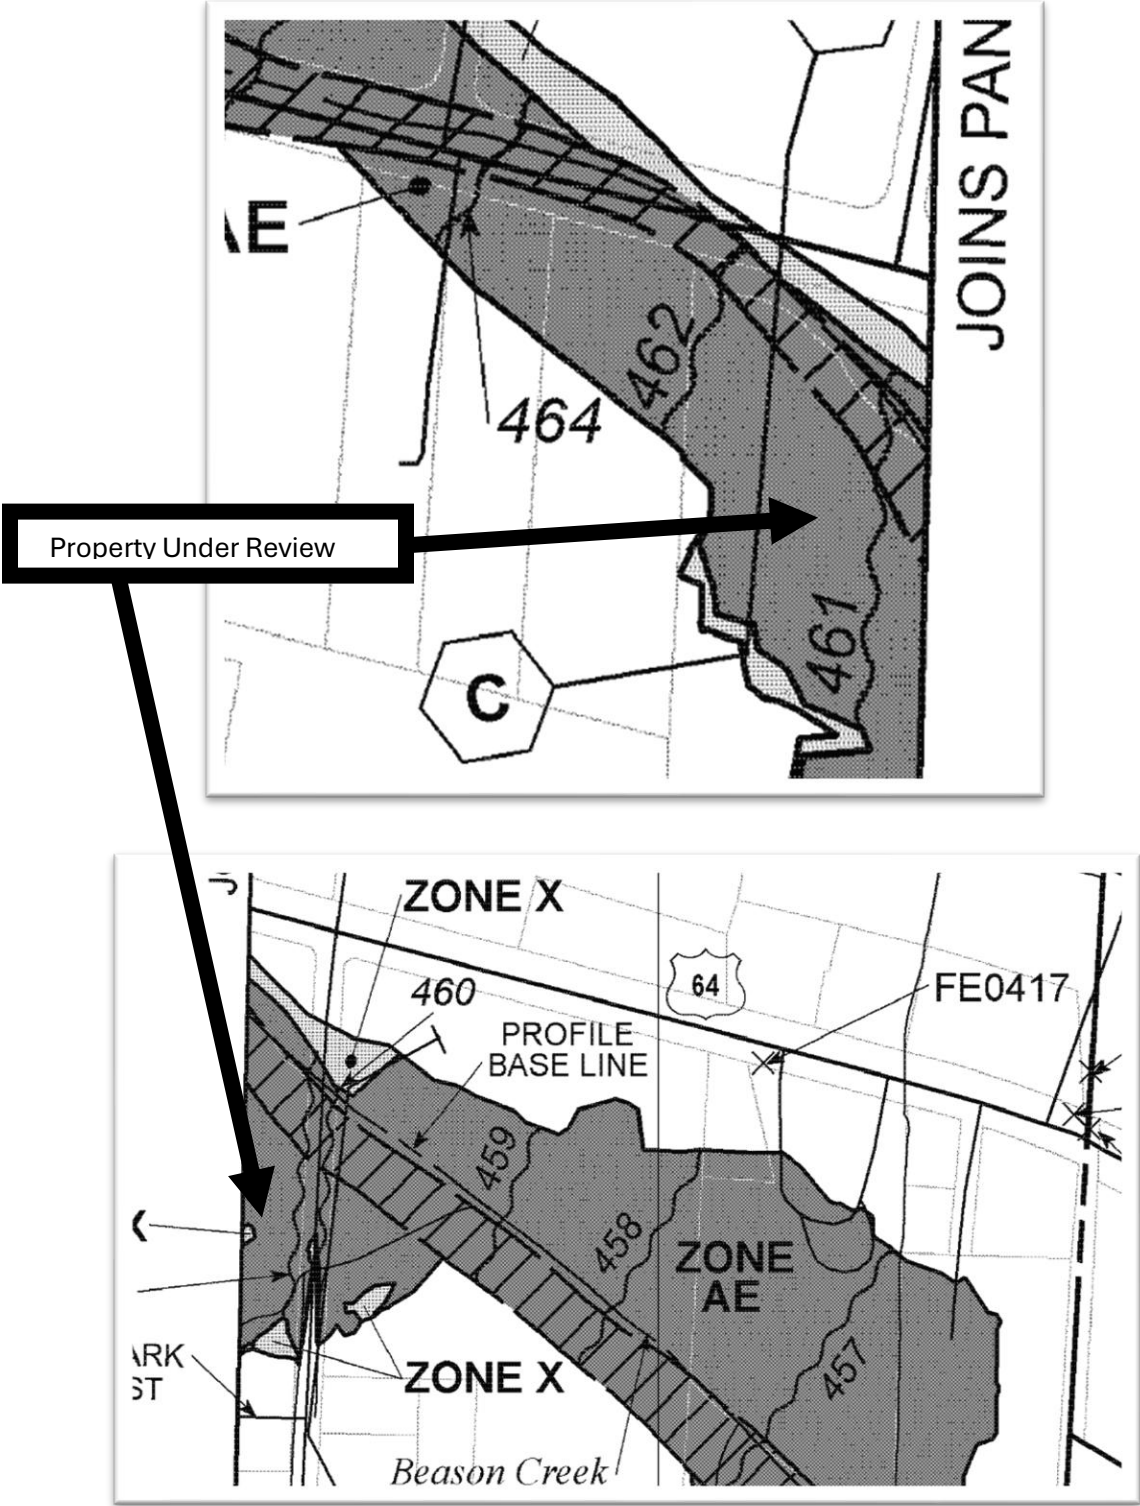 JOINS PAN
AE
462
464
Property Under Review
461
C
ZONE X
460
64
FE0417
PROFILE
BASE LINE
459
458
ZONE
AE
X
ARK
ST
457
ZONE X
Beason Creek